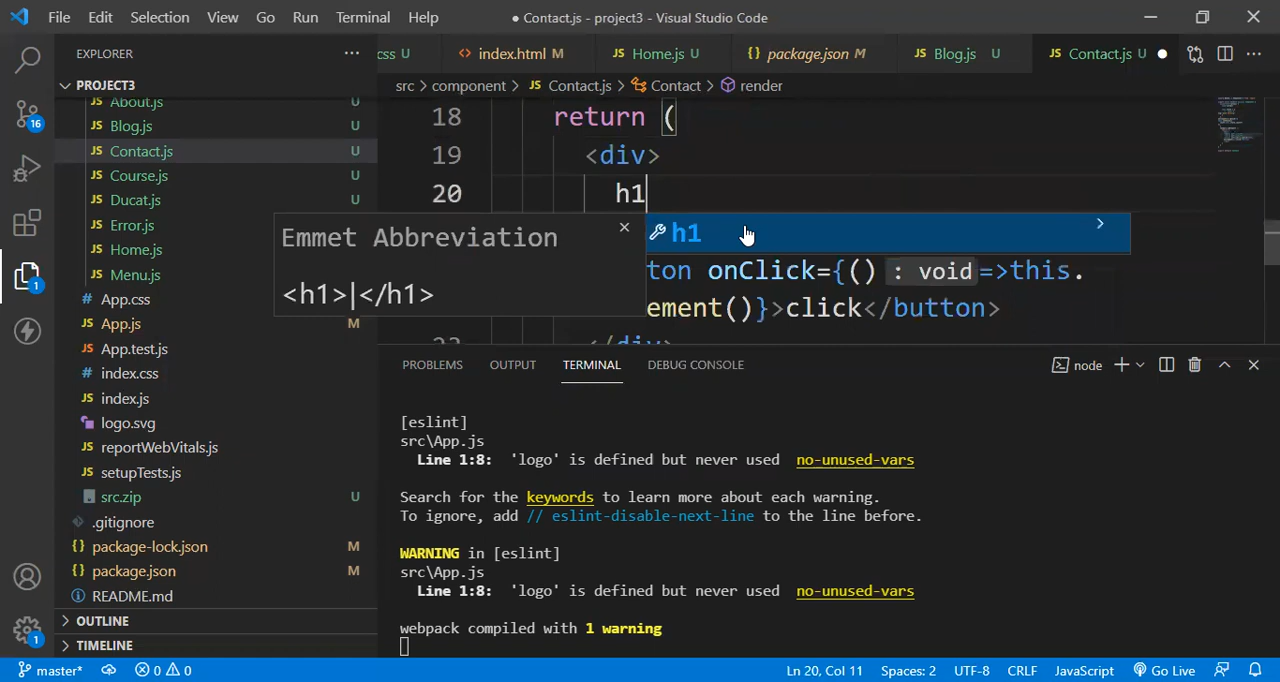 File Edit Selection View Go Run Terminal Help
● Contact.js - project3 - Visual Studio Code
EXPLORER
PROJECT3
About.js U
Blog.js U
Contact.js U
Course.js U
Ducat.js U
Error.js U
Home.js U
Menu.js U
App.css
App.js M
App.test.js
index.css
index.js
logo.svg
reportWebVitals.js
setupTests.js
src.zip U
.gitignore
package-lock.json M
package.json M
README.md
OUTLINE
TIMELINE
16
1
1
css U index.html M Home.js U package.json M Blog.js U Contact.js U
src > component > Contact.js > Contact > render
18 return (
19 <div>
20 h1
Emmet Abbreviation
<h1>|</h1>
h1
ton onClick={() : void =>this.
ement()}>click</button>
</div>
PROBLEMS OUTPUT TERMINAL DEBUG CONSOLE
node
[eslint]
src\App.js
Line 1:8: 'logo' is defined but never used no-unused-vars
Search for the keywords to learn more about each warning.
To ignore, add // eslint-disable-next-line to the line before.
WARNING in [eslint]
src\App.js
Line 1:8: 'logo' is defined but never used no-unused-vars
webpack compiled with 1 warning
master* 0 0 Ln 20, Col 11 Spaces: 2 UTF-8 CRLF JavaScript Go Live